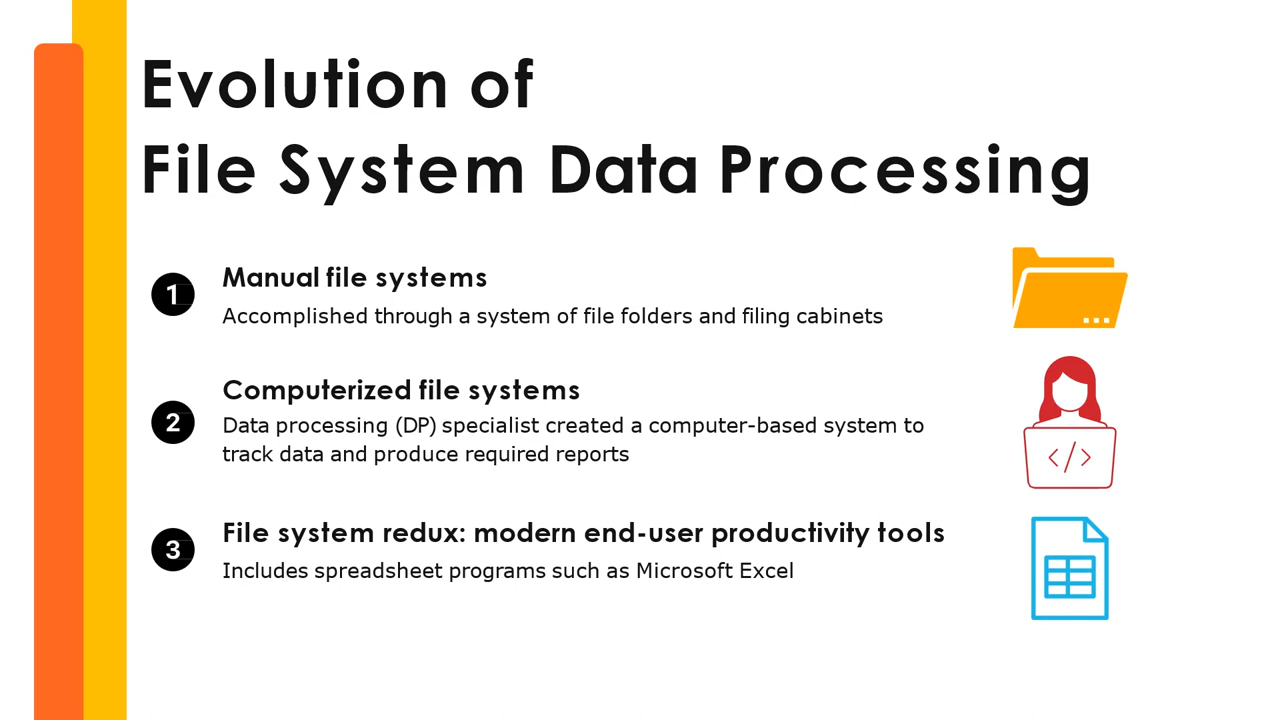 Evolution of
File System Data Processing
1
Manual file systems
Accomplished through a system of file folders and filing cabinets
2
Computerized file systems
Data processing (DP) specialist created a computer-based system to
track data and produce required reports
</>
3
File system redux: modern end-user productivity tools
Includes spreadsheet programs such as Microsoft Excel